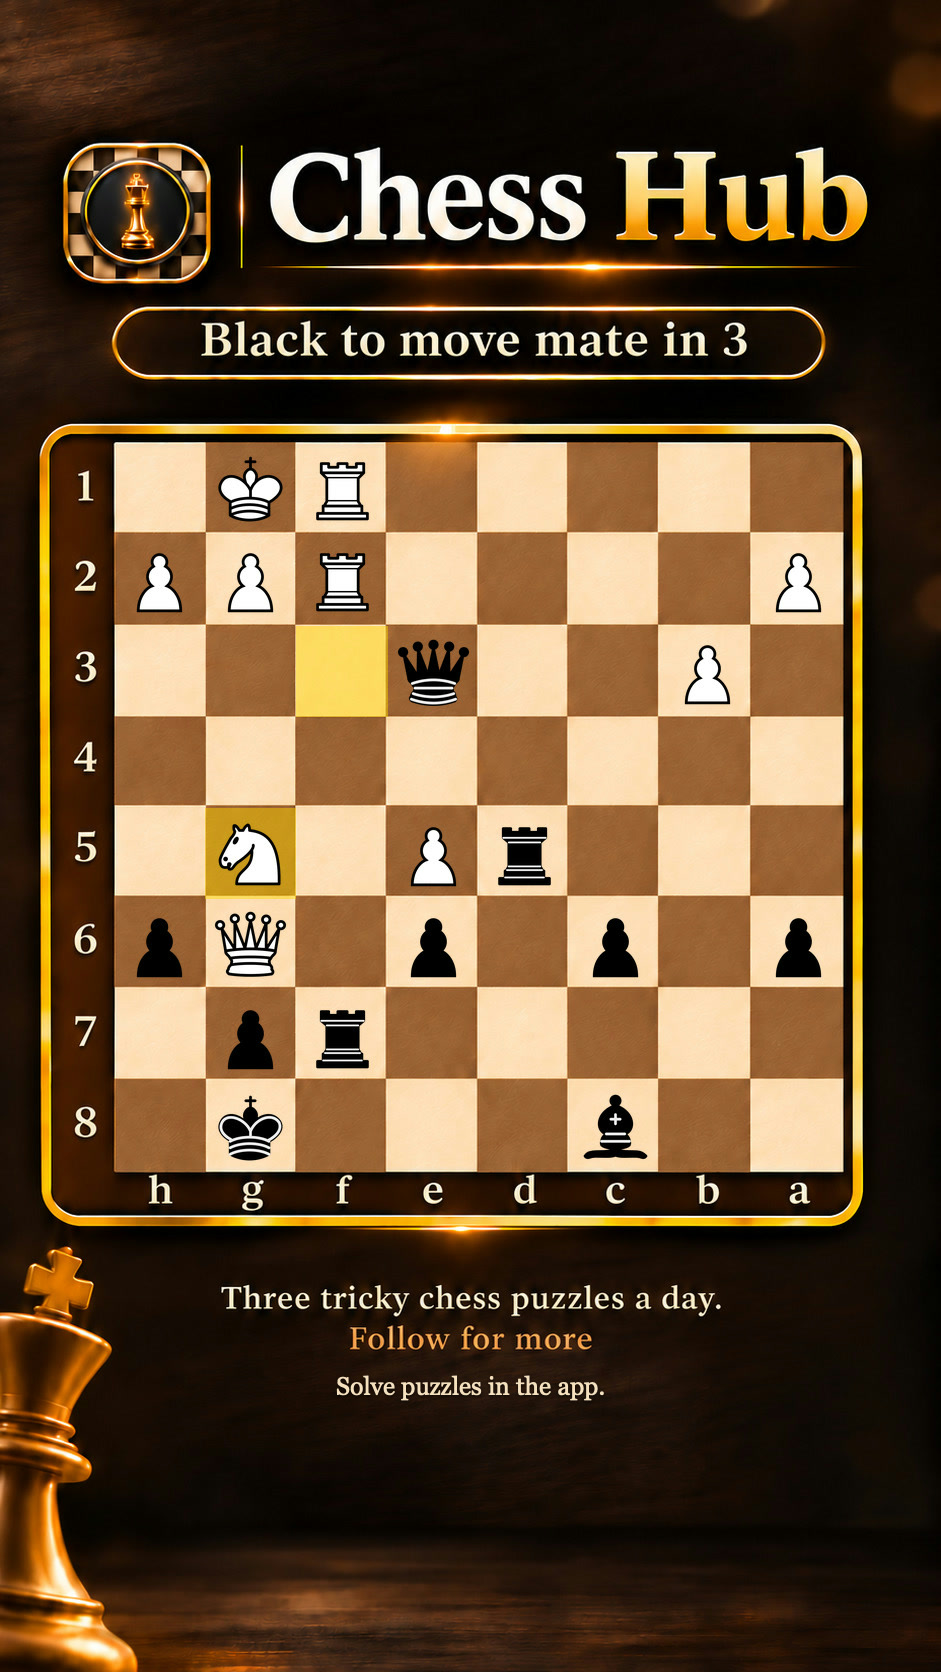 Chess Hub
Black to move mate in 3
1
2
3
4
5
6
7
8
h g f e d c b a
Three tricky chess puzzles a day.
Follow for more
Solve puzzles in the app.